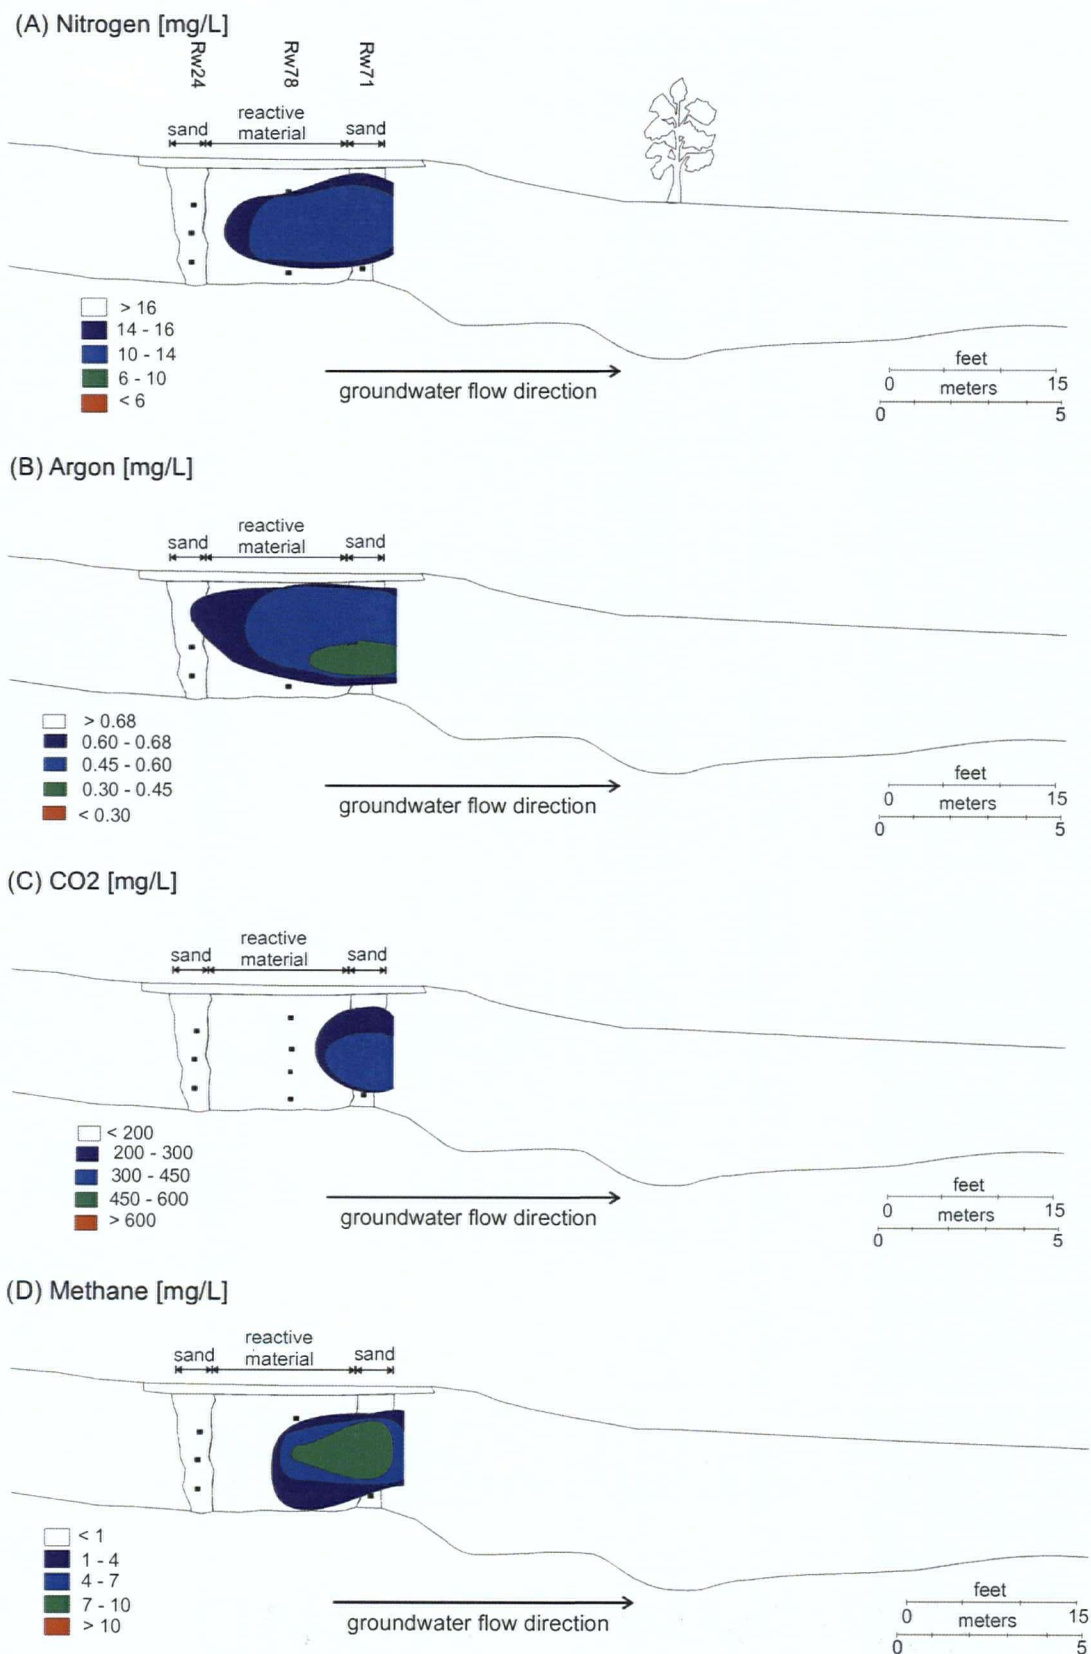 (A) Nitrogen [mg/L]
Rw24
Rw78
Rw71
sand
reactive
material
sand
> 16
14 - 16
10 - 14
6 - 10
< 6
groundwater flow direction
feet
0 15
meters
0 5
(B) Argon [mg/L]
sand
reactive
material
sand
> 0.68
0.60 - 0.68
0.45 - 0.60
0.30 - 0.45
< 0.30
groundwater flow direction
feet
0 15
meters
0 5
(C) CO2 [mg/L]
sand
reactive
material
sand
< 200
200 - 300
300 - 450
450 - 600
> 600
groundwater flow direction
feet
0 15
meters
0 5
(D) Methane [mg/L]
sand
reactive
material
sand
< 1
1 - 4
4 - 7
7 - 10
> 10
groundwater flow direction
feet
0 15
meters
0 5